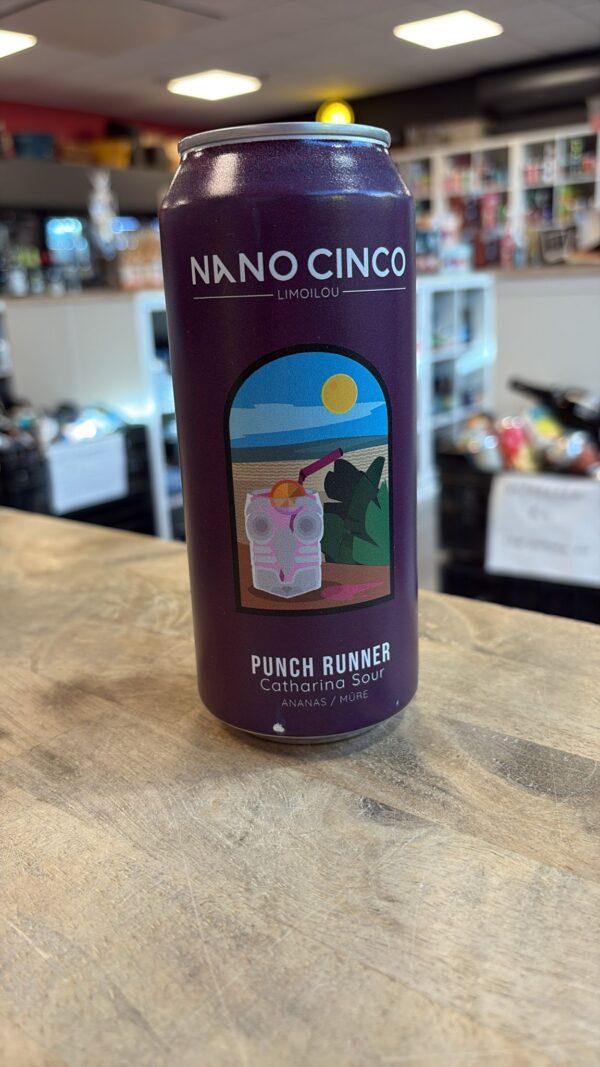 NANO CINCO
LIMOILOU
PUNCH RUNNER
Catharina Sour
ANANAS / MÛRE